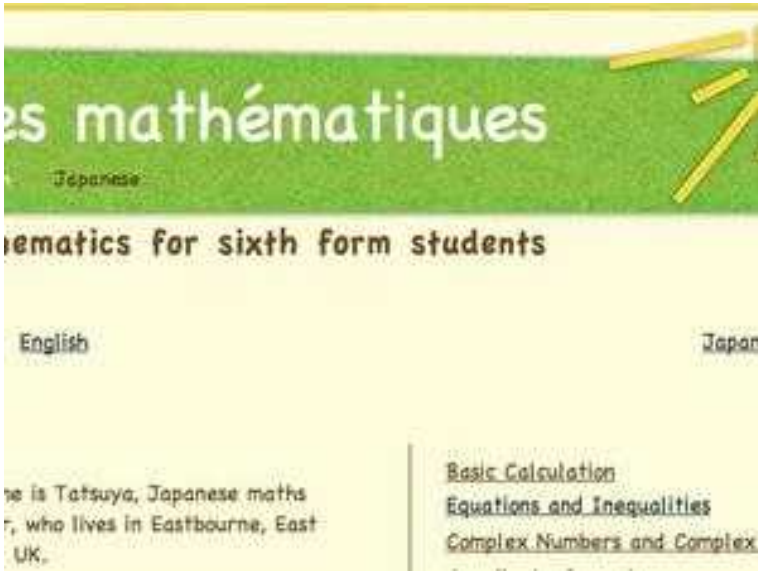 es mathématiques
Japanese
ematics for sixth form students
English
Japan
Basic Calculation
ne is Tatsuya, Japanese maths
Equations and Inequalities
r, who lives in Eastbourne, East
Complex Numbers and Complex
UK.